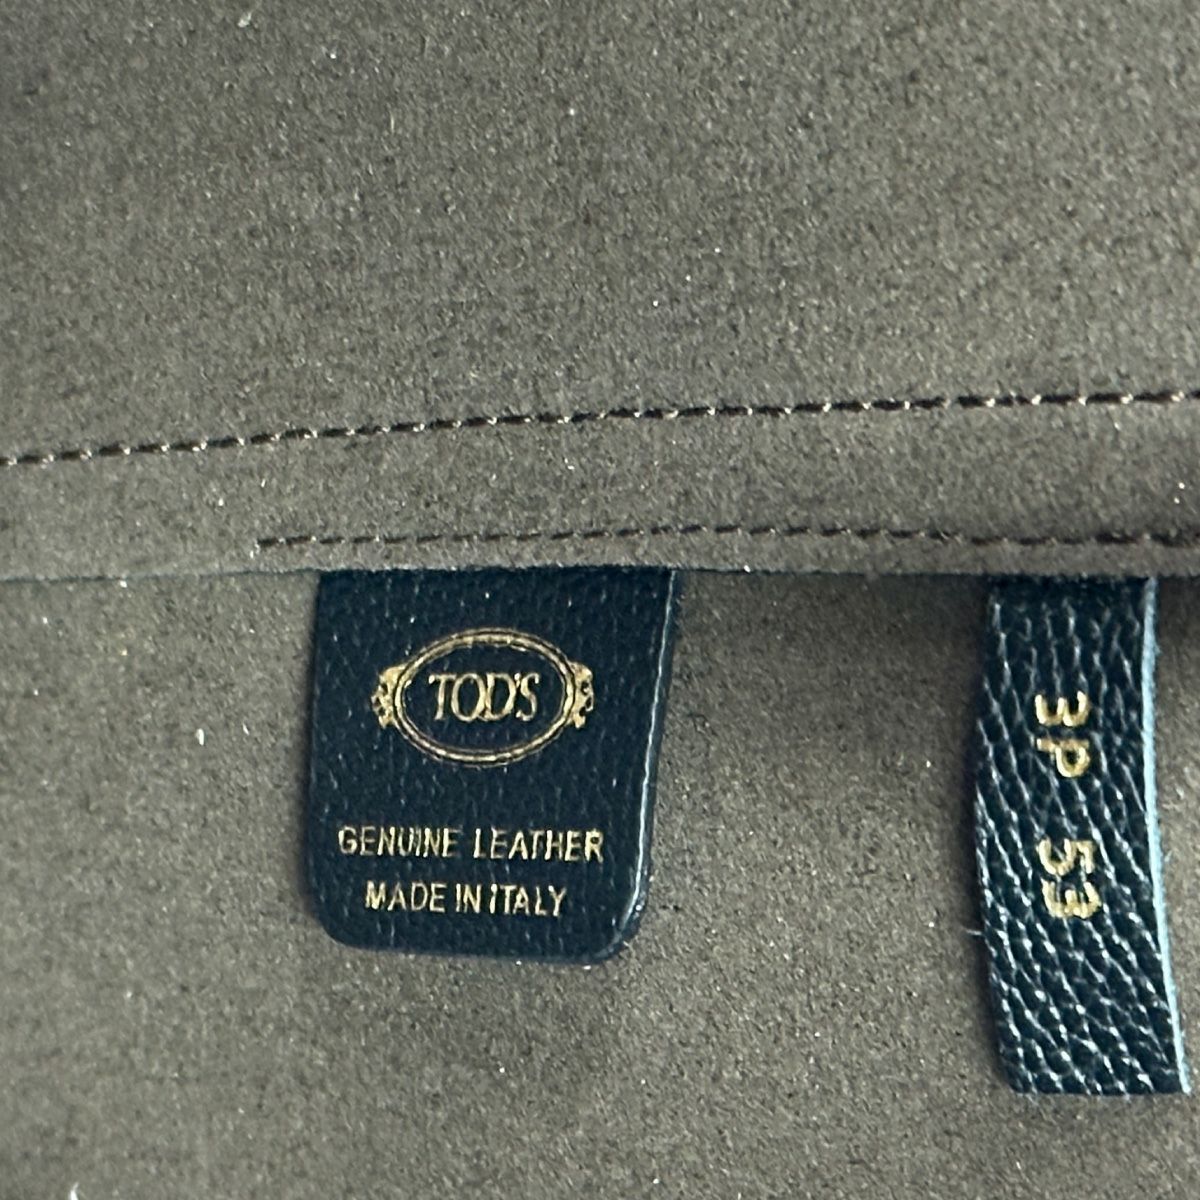 TOD'S
GENUINE LEATHER
MADE IN ITALY
3P 53